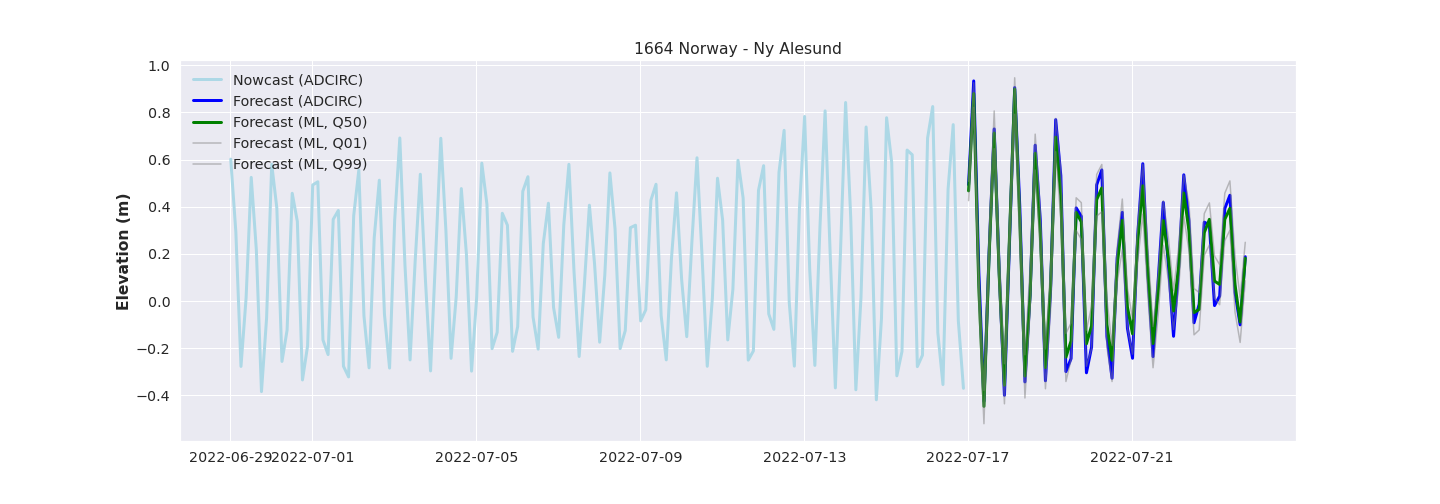 1664 Norway - Ny Alesund
1.0
0.8
0.6
0.4
0.2
0.0
−0.2
−0.4
Elevation (m)
Nowcast (ADCIRC)
Forecast (ADCIRC)
Forecast (ML, Q50)
Forecast (ML, Q01)
Forecast (ML, Q99)
2022-06-29 2022-07-01 2022-07-05 2022-07-09 2022-07-13 2022-07-17 2022-07-21